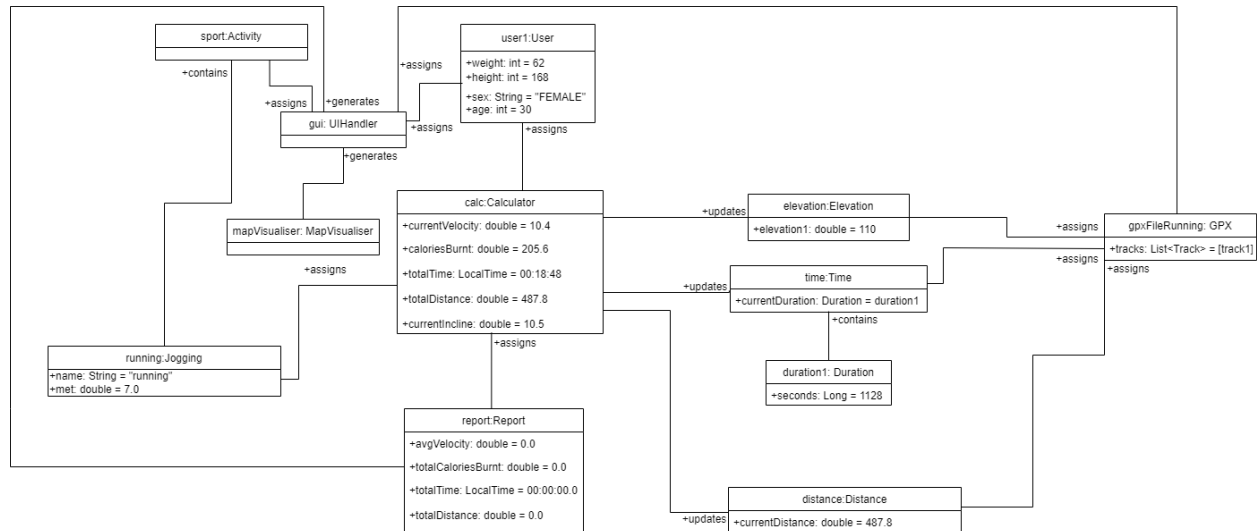 sport:Activity
+contains
+assigns
+generates
gui: UIHandler
+generates
+assigns
+assigns
user1:User
+weight: int = 62
+height: int = 168
+sex: String = "FEMALE"
+age: int = 30
+assigns
mapVisualiser: MapVisualiser
+assigns
calc:Calculator
+currentVelocity: double = 10.4
+caloriesBurnt: double = 205.6
+totalTime: LocalTime = 00:18:48
+totalDistance: double = 487.8
+currentIncline: double = 10.5
+assigns
+updates
elevation:Elevation
+elevation1: double = 110
+assigns
gpxFileRunning: GPX
+tracks: List<Track> = [track1]
+assigns
+assigns
+updates
time:Time
+currentDuration: Duration = duration1
+contains
duration1: Duration
+seconds: Long = 1128
running:Jogging
+name: String = "running"
+met: double = 7.0
report:Report
+avgVelocity: double = 0.0
+totalCaloriesBurnt: double = 0.0
+totalTime: LocalTime = 00:00:00.0
+totalDistance: double = 0.0
+updates
distance:Distance
+currentDistance: double = 487.8